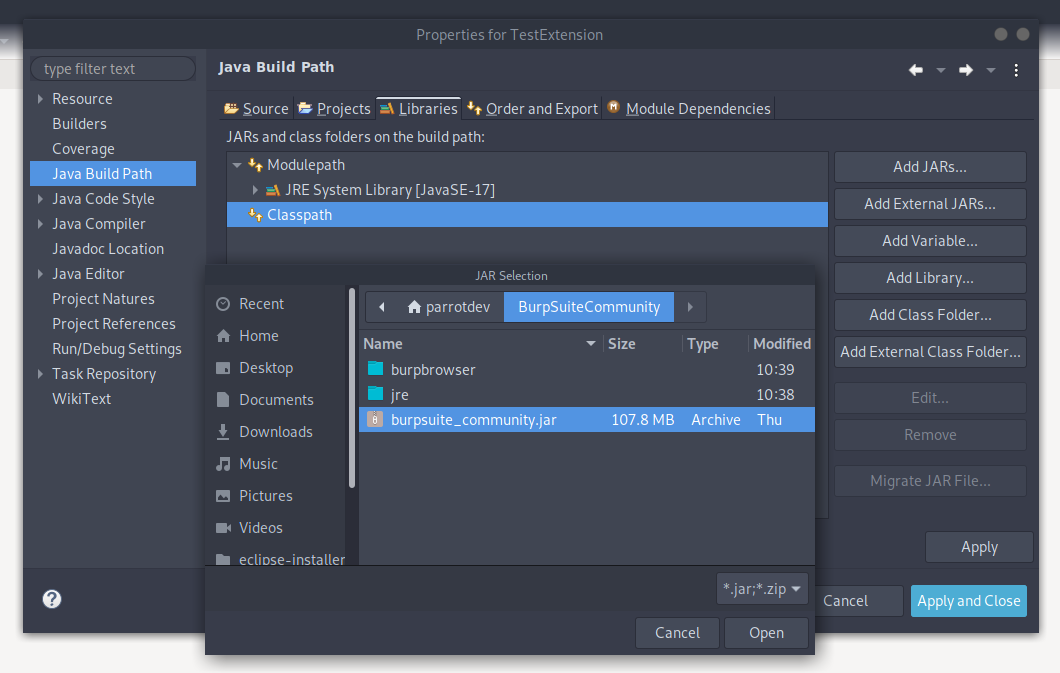 Properties for TestExtension
type filter text
Resource
Builders
Coverage
Java Build Path
Java Code Style
Java Compiler
Javadoc Location
Java Editor
Project Natures
Project References
Run/Debug Settings
Task Repository
WikiText
Java Build Path
Source Projects Libraries Order and Export Module Dependencies
JARs and class folders on the build path:
Modulepath
JRE System Library [JavaSE-17]
Classpath
Add JARs...
Add External JARs...
Add Variable...
Add Library...
Add Class Folder...
Add External Class Folder...
Edit...
Remove
Migrate JAR File...
Apply
Cancel Apply and Close
JAR Selection
Recent
Home
Desktop
Documents
Downloads
Music
Pictures
Videos
eclipse-installer
parrotdev BurpSuiteCommunity
Name Size Type Modified
burpbrowser 10:39
jre 10:38
burpsuite_community.jar 107.8 MB Archive Thu
*.jar;*.zip
Cancel Open